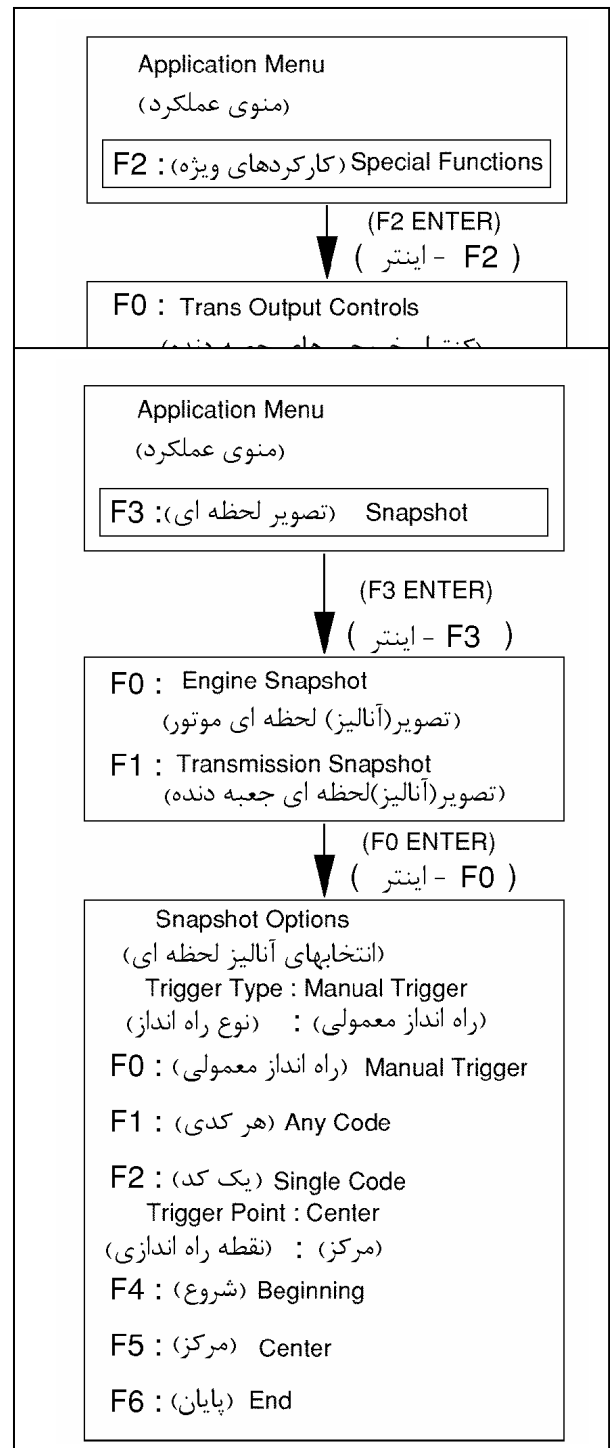 Application Menu
(منوی عملکرد)
F2 : (کارکردهای ویژه) Special Functions
(F2 ENTER)
( F2 - اینتر )
F0 : Trans Output Controls
Application Menu
(منوی عملکرد)
F3 : (تصویر لحظه ای) Snapshot
(F3 ENTER)
( F3 - اینتر )
F0 : Engine Snapshot
(تصویر(آنالیز) لحظه ای موتور)
F1 : Transmission Snapshot
(تصویر(آنالیز)لحظه ای جعبه دنده)
(F0 ENTER)
( F0 - اینتر )
Snapshot Options
(انتخابهای آنالیز لحظه ای)
Trigger Type : Manual Trigger
(راه انداز معمولی) : (نوع راه انداز)
F0 : (راه انداز معمولی) Manual Trigger
F1 : (هر کدی) Any Code
F2 : (یک کد) Single Code
Trigger Point : Center
(مرکز) : (نقطه راه اندازی)
F4 : (شروع) Beginning
F5 : (مرکز) Center
F6 : (پایان) End